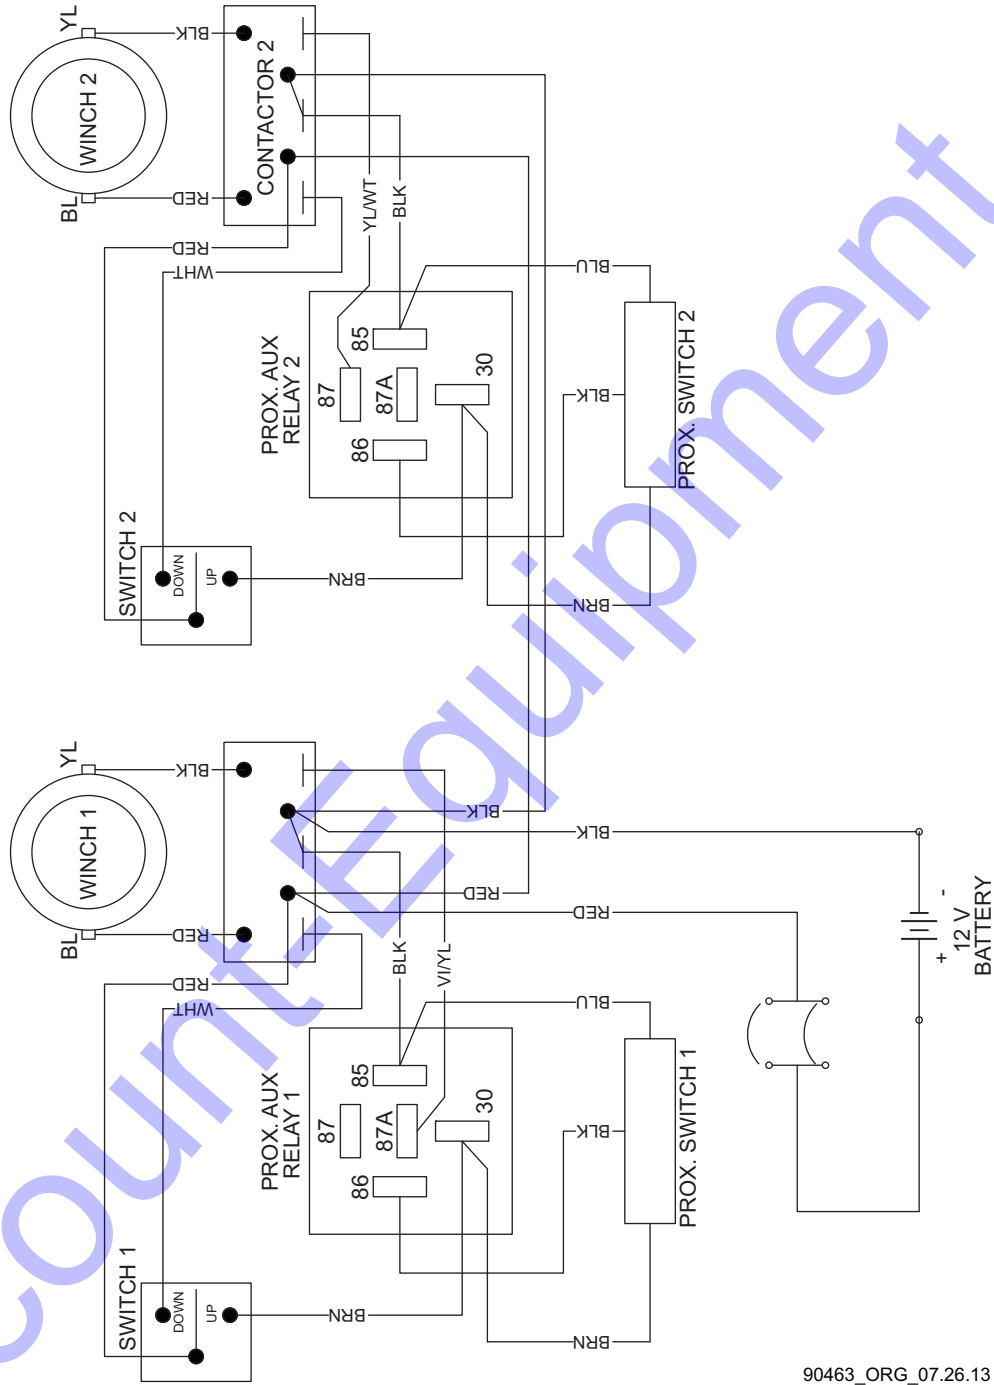 YL
BLK
WINCH 2
BL
RED
CONTACTOR 2
RED
WHT
YL/WT
BLK
BLU
PROX. AUX
RELAY 2
87
85
87A
30
86
BLK
PROX. SWITCH 2
SWITCH 2
DOWN
UP
BRN
BRN
YL
BLK
WINCH 1
BL
RED
BLK
BLK
RED
RED
RED
WHT
BLK
VI/YL
BLU
PROX. AUX
RELAY 1
87
85
87A
30
86
BLK
PROX. SWITCH 1
SWITCH 1
DOWN
UP
BRN
BRN
+ 12 V -
BATTERY
90463_ORG_07.26.13
count-Equipment